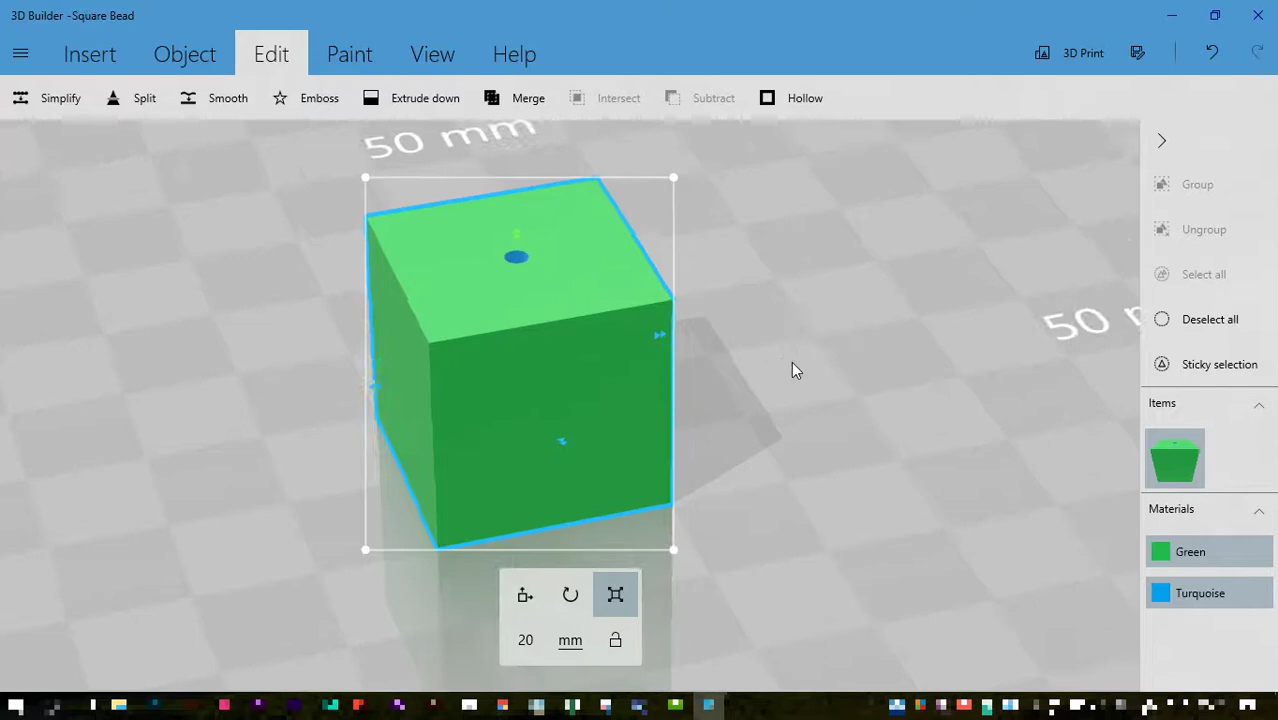 3D Builder - Square Bead
Insert Object Edit Paint View Help 3D Print
Simplify Split Smooth Emboss Extrude down Merge Intersect Subtract Hollow
50 mm
Group
Ungroup
Select all
50 m
Deselect all
Sticky selection
Items
Materials
Green
Turquoise
20 mm